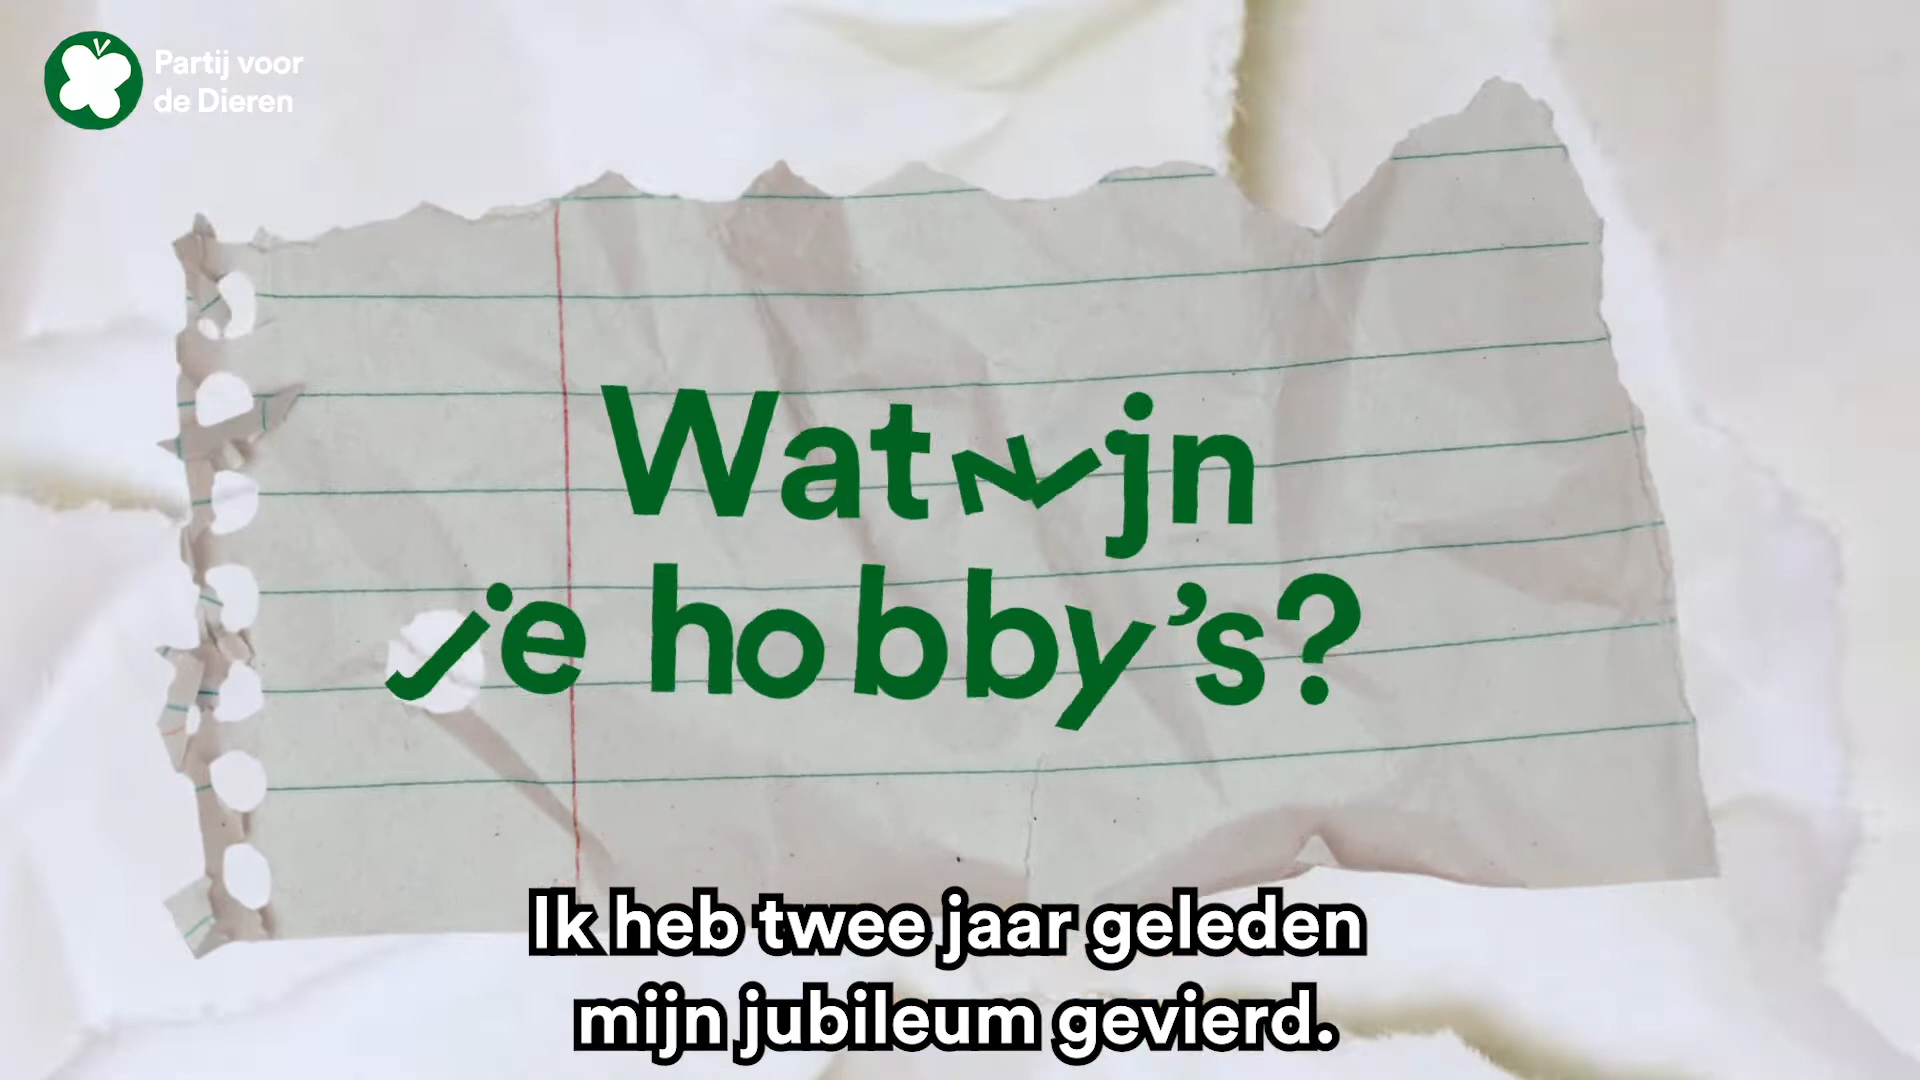 Partij voor
de Dieren
Wat zijn
je hobby's?
Ik heb twee jaar geleden
mijn jubileum gevierd.